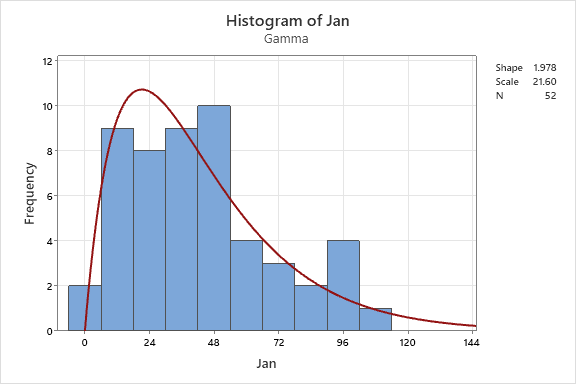 Histogram of Jan
Gamma
Shape 1.978
Scale 21.60
N 52
Frequency
12
10
8
6
4
2
0
0 24 48 72 96 120 144
Jan